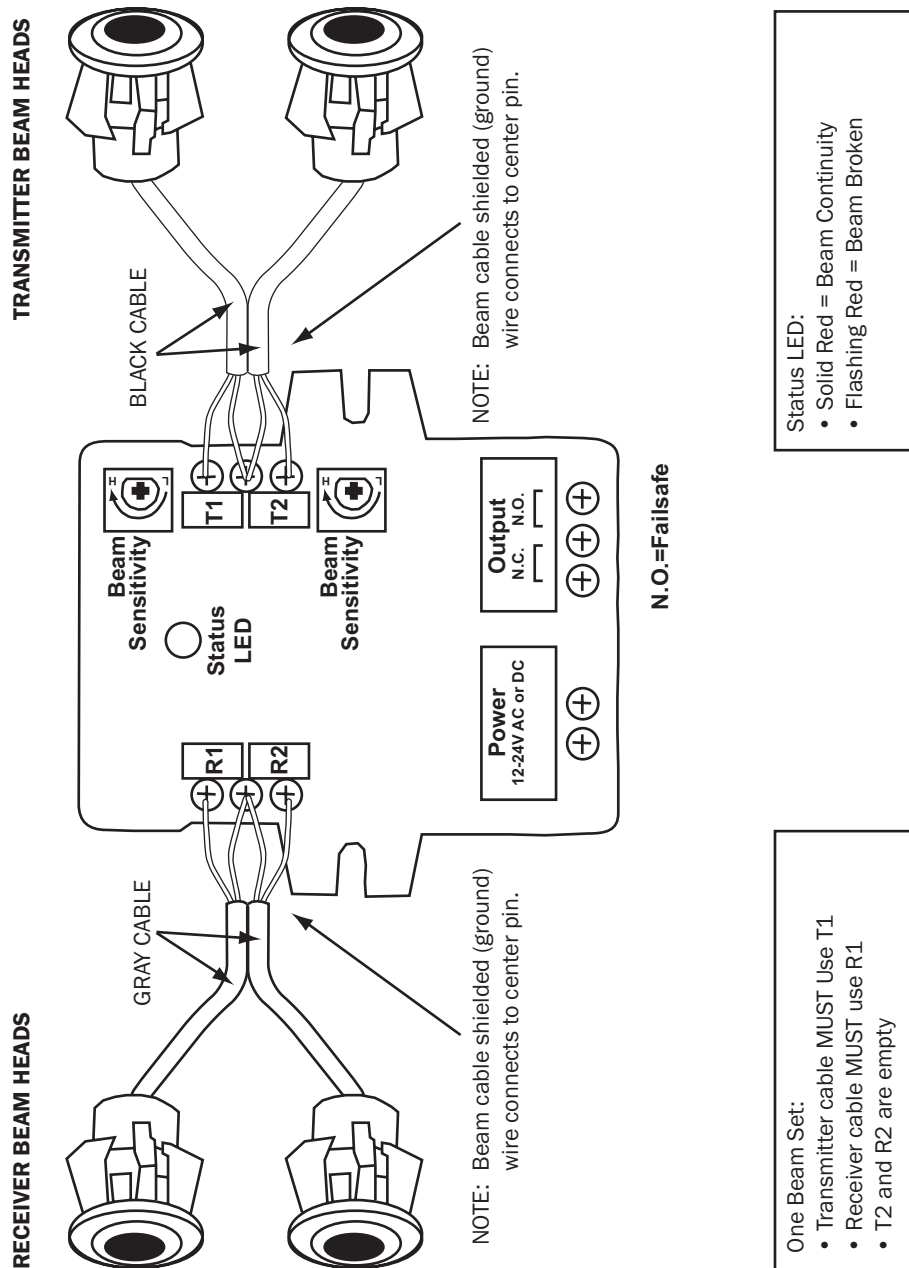 RECEIVER BEAM HEADS
TRANSMITTER BEAM HEADS
GRAY CABLE
BLACK CABLE
Beam
Sensitivity
H
L
Status
LED
R1
R2
T1
T2
Beam
Sensitivity
H
L
NOTE: Beam cable shielded (ground)
wire connects to center pin.
NOTE: Beam cable shielded (ground)
wire connects to center pin.
Power
12-24V AC or DC
Output
N.C. N.O.
N.O.=Failsafe
One Beam Set:
• Transmitter cable MUST Use T1
• Receiver cable MUST use R1
• T2 and R2 are empty
Status LED:
• Solid Red = Beam Continuity
• Flashing Red = Beam Broken